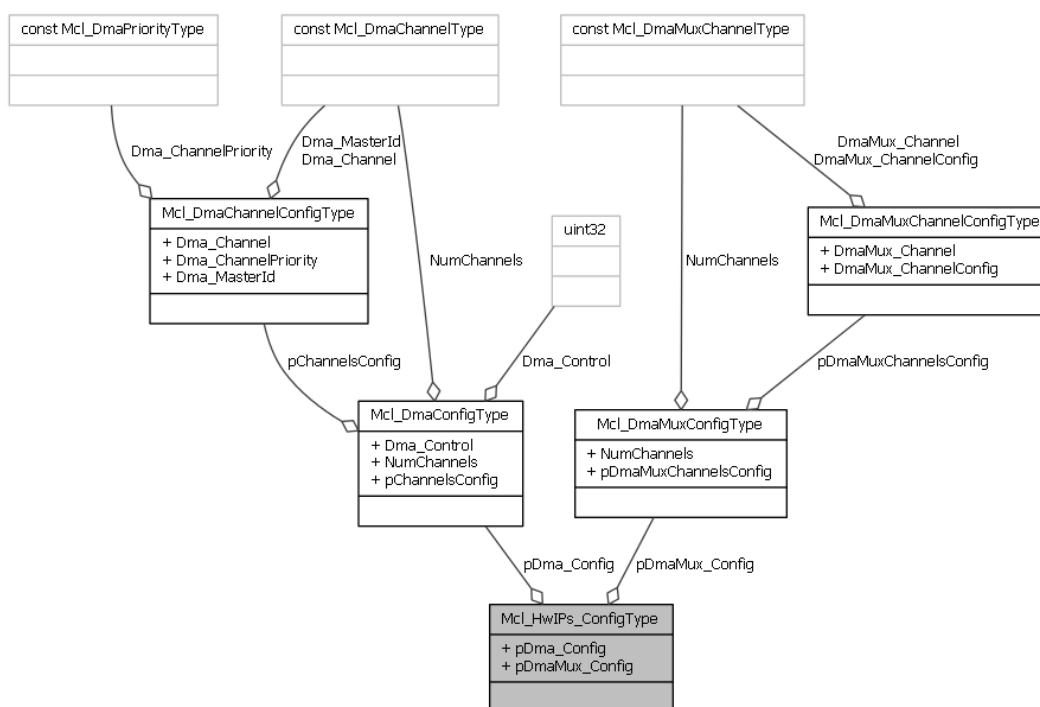 const Mcl_DmaPriorityType
const Mcl_DmaChannelType
const Mcl_DmaMuxChannelType
Dma_ChannelPriority
Dma_MasterId
Dma_Channel
DmaMux_Channel
DmaMux_ChannelConfig
Mcl_DmaChannelConfigType
+ Dma_Channel
+ Dma_ChannelPriority
+ Dma_MasterId
uint32
Mcl_DmaMuxChannelConfigType
+ DmaMux_Channel
+ DmaMux_ChannelConfig
NumChannels
NumChannels
pChannelsConfig
Dma_Control
pDmaMuxChannelsConfig
Mcl_DmaConfigType
+ Dma_Control
+ NumChannels
+ pChannelsConfig
Mcl_DmaMuxConfigType
+ NumChannels
+ pDmaMuxChannelsConfig
pDma_Config
pDmaMux_Config
Mcl_HwIPs_ConfigType
+ pDma_Config
+ pDmaMux_Config